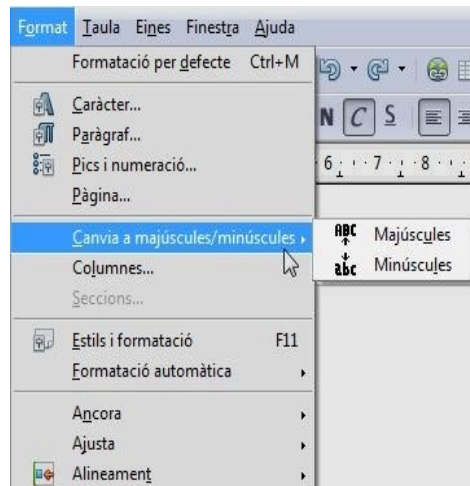 Format Taula Eines Finestra Ajuda
Formatació per defecte Ctrl+M
Caràcter...
Paràgraf...
Pics i numeració...
Pàgina...
Canvia a majúscules/minúscules
Columnes...
Seccions...
Estils i formatació F11
Formatació automàtica
Ancora
Ajusta
Alineament
N C S
6 7 8
ABC Majúscules
abc Minúscules